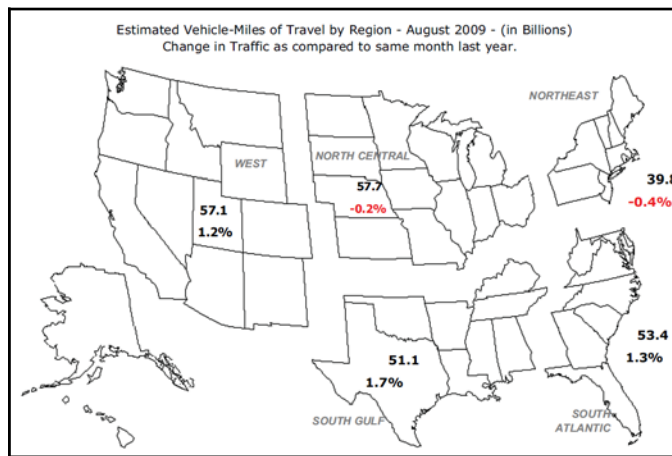 Estimated Vehicle-Miles of Travel by Region - August 2009 - (in Billions)
Change in Traffic as compared to same month last year.
NORTHEAST
WEST
NORTH CENTRAL
39.8
57.7
-0.4%
-0.2%
57.1
1.2%
53.4
51.1
1.3%
1.7%
SOUTH GULF
SOUTH
ATLANTIC